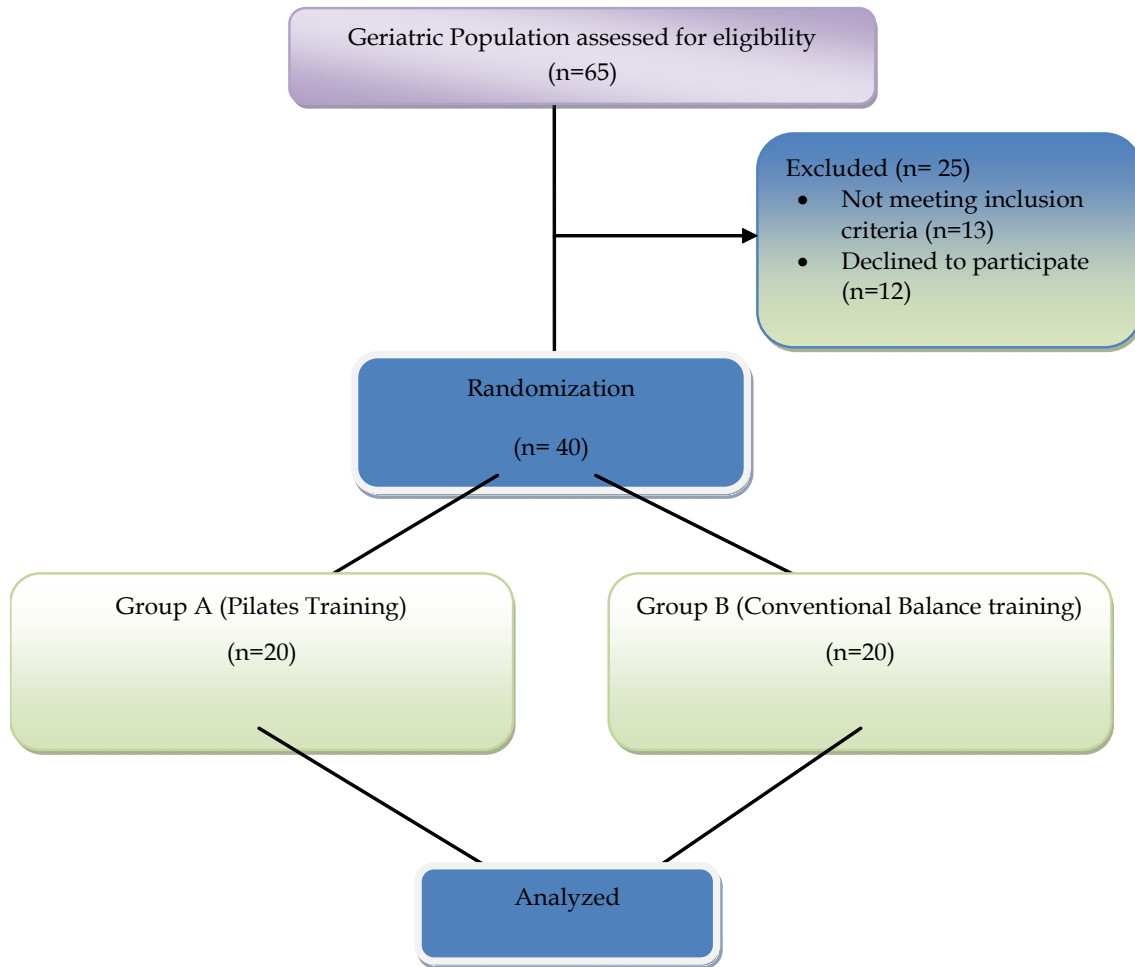 Geriatric Population assessed for eligibility
(n=65)
Excluded (n= 25)
• Not meeting inclusion
criteria (n=13)
• Declined to participate
(n=12)
Randomization
(n= 40)
Group A (Pilates Training)
(n=20)
Group B (Conventional Balance training)
(n=20)
Analyzed